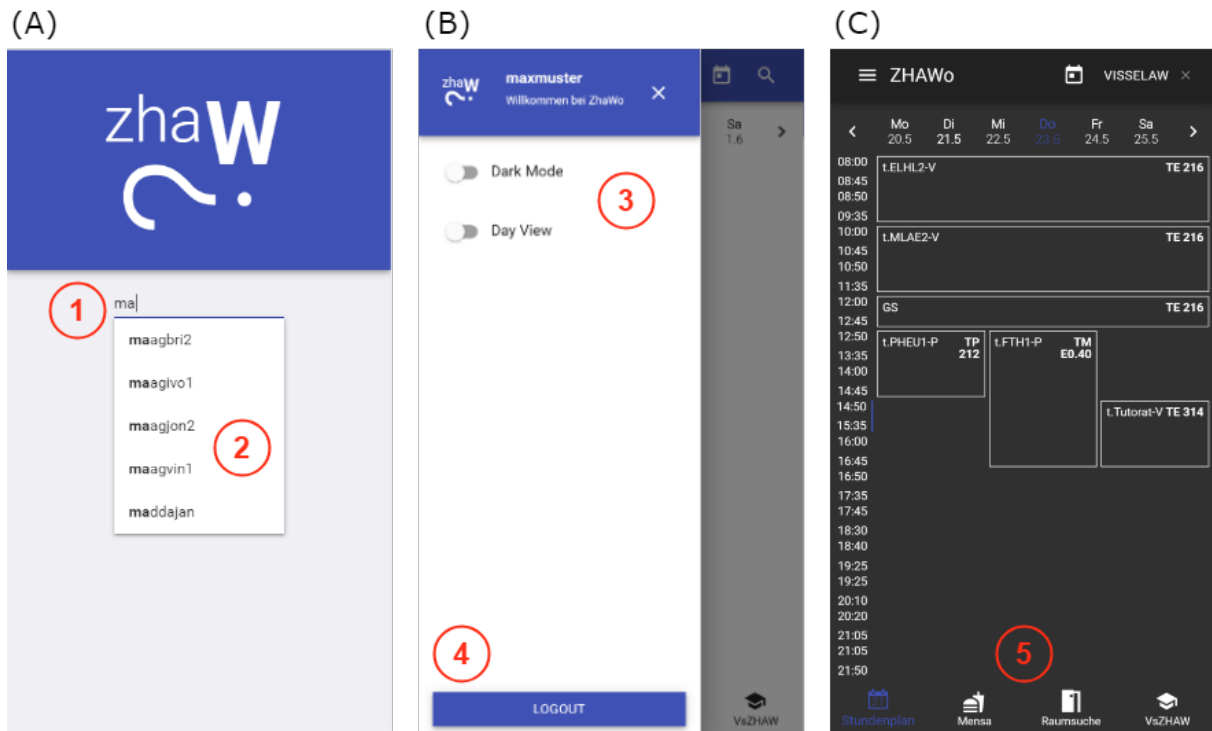 (A)
zhaW
1
ma
maagbri2
maagivo1
maagjon2
2
maagvin1
maddajan
(B)
zhaW
maxmuster
Willkommen bei ZhaWo
×
Sa
1.6
Dark Mode
3
Day View
4
LOGOUT
VsZHAW
(C)
ZHAWo
VISSELAW ×
Mo Di Mi Do Fr Sa
20.5 21.5 22.5 23.5 24.5 25.5
08:00
t.ELHL2-V TE 216
08:45
08:50
09:35
10:00
t.MLAE2-V TE 216
10:45
10:50
11:35
12:00
GS TE 216
12:45
12:50
t.PHEU1-P TP 212
t.FTH1-P TM E0.40
13:35
14:00
14:45
14:50
t.Tutorat-V TE 314
15:35
16:00
16:45
16:50
17:35
17:45
18:30
18:40
19:25
19:25
20:10
20:20
21:05
21:05
5
21:50
21
Stundenplan Mensa Raumsuche VsZHAW